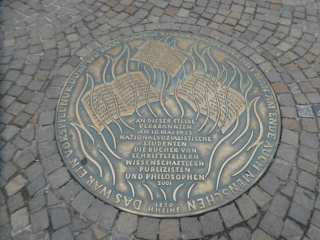 AN DIESER STELLE
VERBRANNTEN
AM 10 MAI 1933
NATIONALSOZIALISTISCHE
STUDENTEN
DIE BÜCHER VON
SCHRIFTSTELLERN
WISSENSCHAFTLERN
PUBLIZISTEN
UND PHILOSOPHEN
2001
DAS WAR EIN VORSPIEL NUR
AM ENDE AUCH MENSCHEN
HEINE
1820